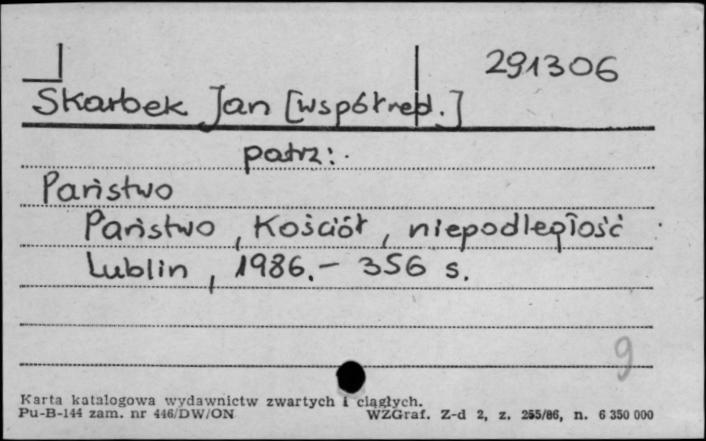 291306
Skarbek Jan [współred.]
patrz:
Państwo
Państwo, Kościół, niepodległość
Lublin, 1986. - 356 s.
9
Karta katalogowa wydawnictw zwartych i ciągłych.
Pu-B-144 zam. nr 446/DW/ON WZGraf. Z-d 2, z. 255/86, n. 6 350 000